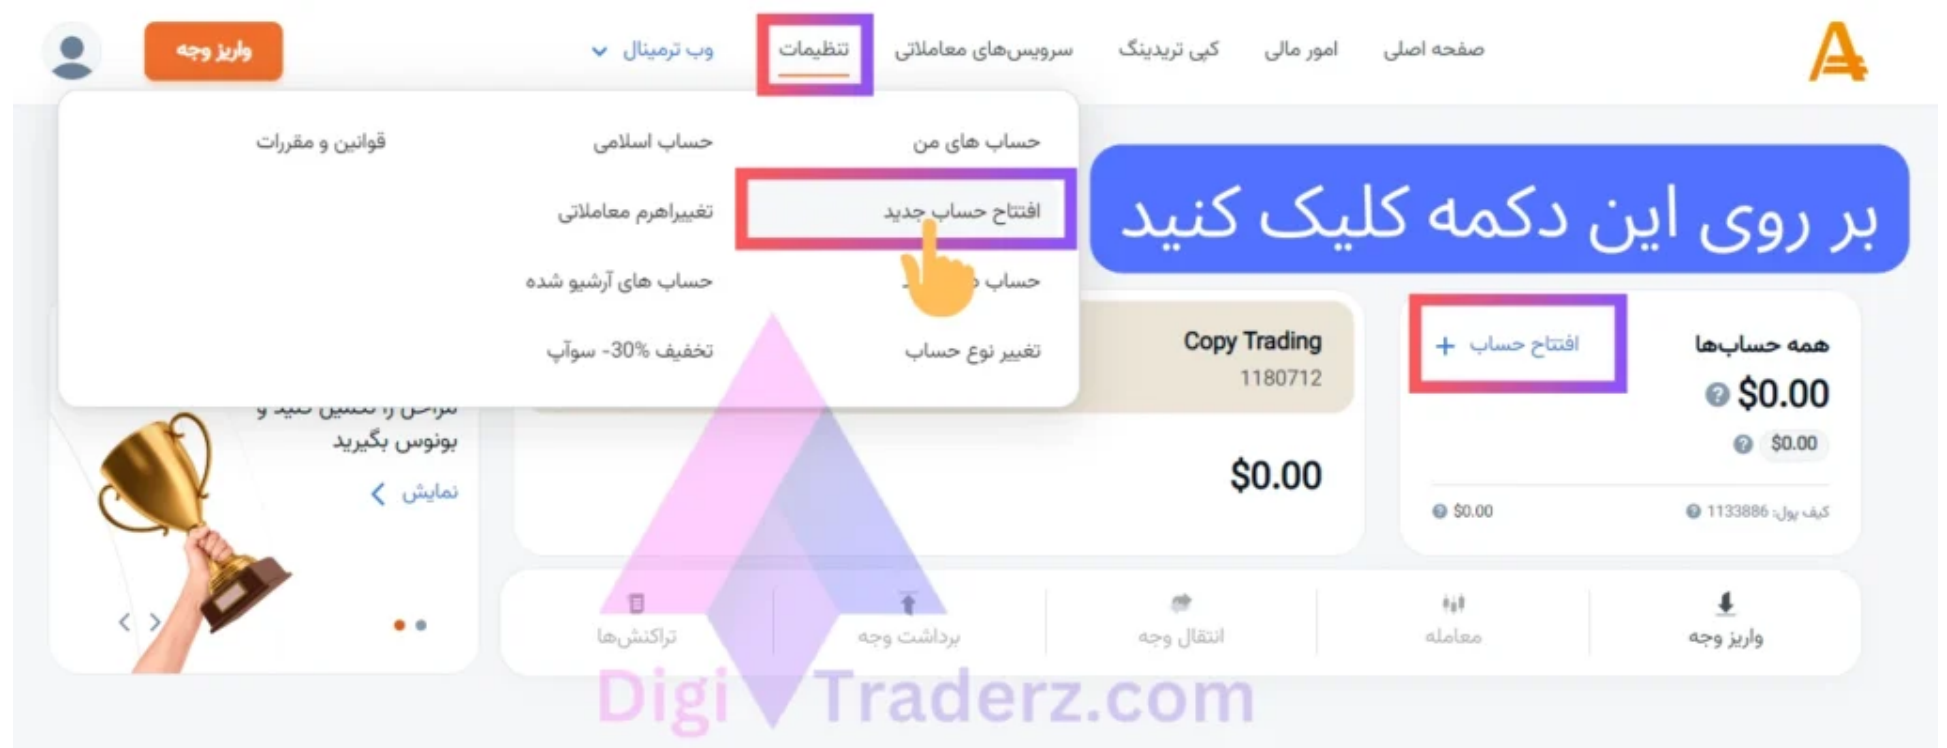 صفحه اصلی
امور مالی
کپی تریدینگ
سرویس‌های معاملاتی
تنظیمات
وب ترمینال
واریز وجه
حساب های من
حساب اسلامی
قوانین و مقررات
افتتاح حساب جدید
تغییراهرم معاملاتی
حساب
حساب های آرشیو شده
تغییر نوع حساب
تخفیف %30- سوآپ
بر روی این دکمه کلیک کنید
همه حساب‌ها
افتتاح حساب +
$0.00
$0.00
کیف پول: 1133886
$0.00
Copy Trading
1180712
$0.00
مراحل را تکمیل کنید و
بونوس بگیرید
نمایش
واریز وجه
معامله
انتقال وجه
برداشت وجه
تراکنش‌ها
Digi Traderz.com